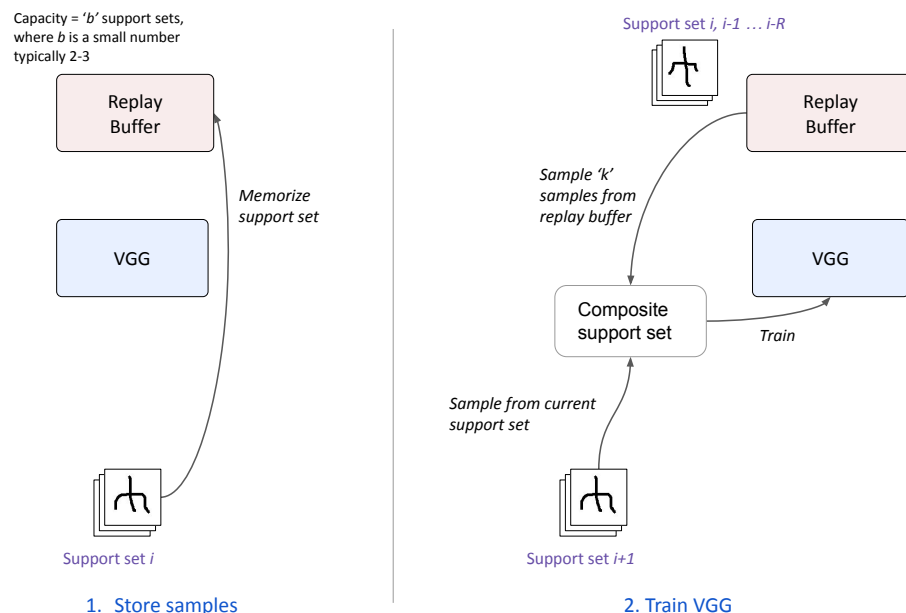 Capacity = ‘b’ support sets,
where b is a small number
typically 2-3
Replay
Buffer
Memorize
support set
VGG
Support set i
1. Store samples
Support set i, i-1 … i-R
Replay
Buffer
Sample ‘k’
samples from
replay buffer
VGG
Composite
support set
Train
Sample from current
support set
Support set i+1
2. Train VGG